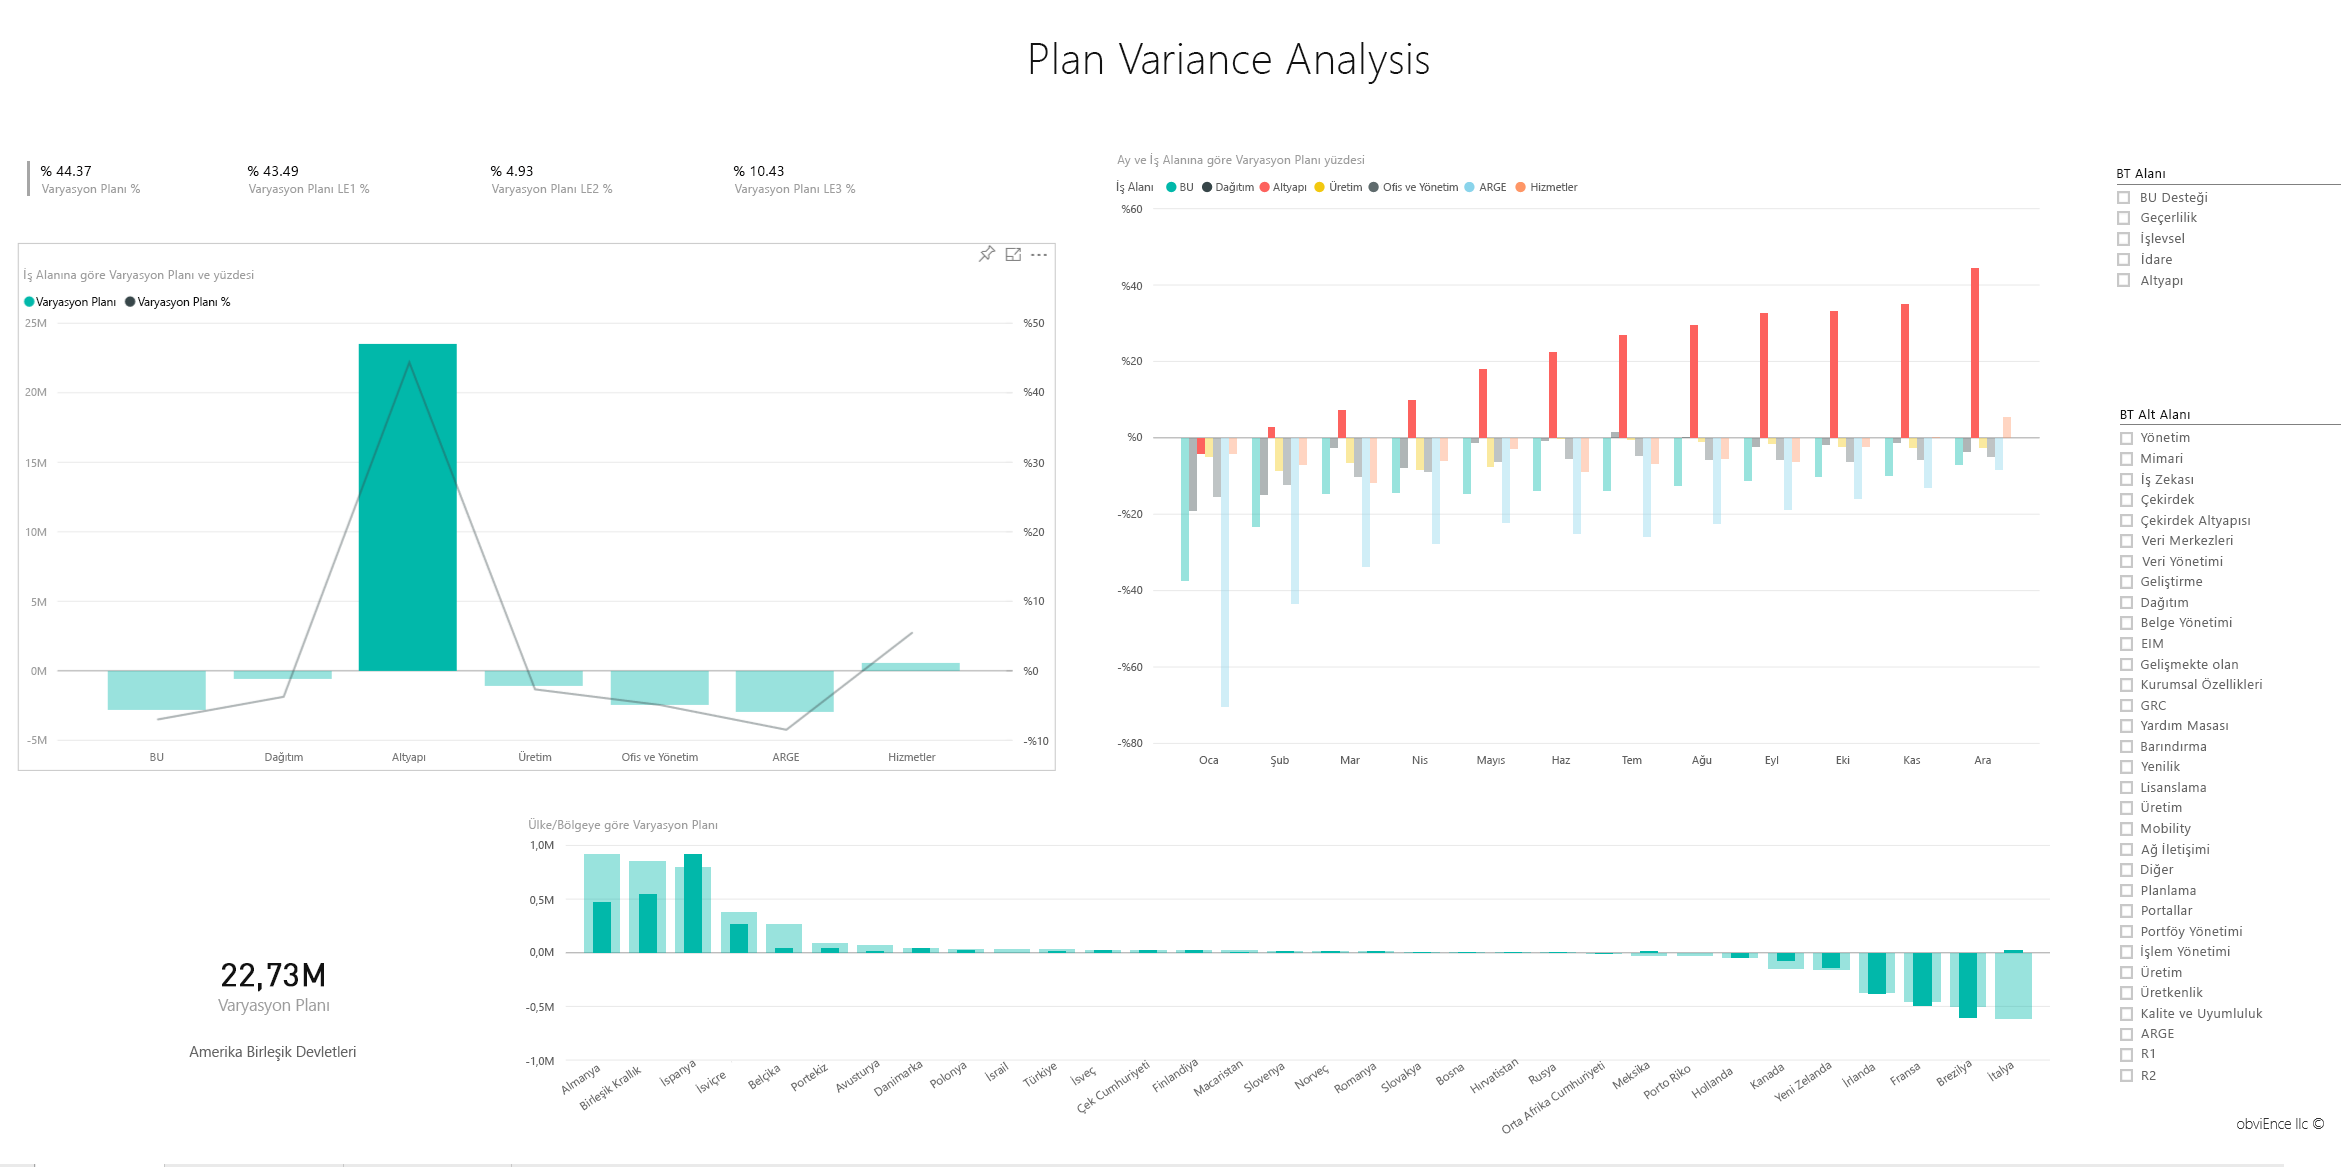 Plan Variance Analysis
% 44.37
Varyasyon Planı %
% 43.49
Varyasyon Planı LE1 %
% 4.93
Varyasyon Planı LE2 %
% 10.43
Varyasyon Planı LE3 %
İş Alanına göre Varyasyon Planı ve yüzdesi
Varyasyon Planı Varyasyon Planı %
25M %50
20M %40
15M %30
10M %20
5M %10
0M %0
-5M -%10
BU Dağıtım Altyapı Üretim Ofis ve Yönetim ARGE Hizmetler
Ay ve İş Alanına göre Varyasyon Planı yüzdesi
İş Alanı BU Dağıtım Altyapı Üretim Ofis ve Yönetim ARGE Hizmetler
%60
%40
%20
%0
-%20
-%40
-%60
-%80
Oca Şub Mar Nis Mayıs Haz Tem Ağu Eyl Eki Kas Ara
22,73M
Varyasyon Planı
Amerika Birleşik Devletleri
Ülke/Bölgeye göre Varyasyon Planı
1,0M
0,5M
0,0M
-0,5M
-1,0M
Almanya Birleşik Krallık İspanya İsviçre Belçika Portekiz Avusturya Danimarka Polonya İsrail Türkiye İsveç Çek Cumhuriyeti Finlandiya Macaristan Slovenya Norveç Romanya Slovakya Bosna Hırvatistan Rusya Orta Afrika Cumhuriyeti Meksika Porto Riko Hollanda Kanada Yeni Zelanda İrlanda Fransa Brezilya İtalya
BT Alanı
BU Desteği
Geçerlilik
İşlevsel
İdare
Altyapı
BT Alt Alanı
Yönetim
Mimari
İş Zekası
Çekirdek
Çekirdek Altyapısı
Veri Merkezleri
Veri Yönetimi
Geliştirme
Dağıtım
Belge Yönetimi
EIM
Gelişmekte olan
Kurumsal Özellikleri
GRC
Yardım Masası
Barındırma
Yenilik
Lisanslama
Üretim
Mobility
Ağ İletişimi
Diğer
Planlama
Portallar
Portföy Yönetimi
İşlem Yönetimi
Üretim
Üretkenlik
Kalite ve Uyumluluk
ARGE
R1
R2
obviEnce llc ©